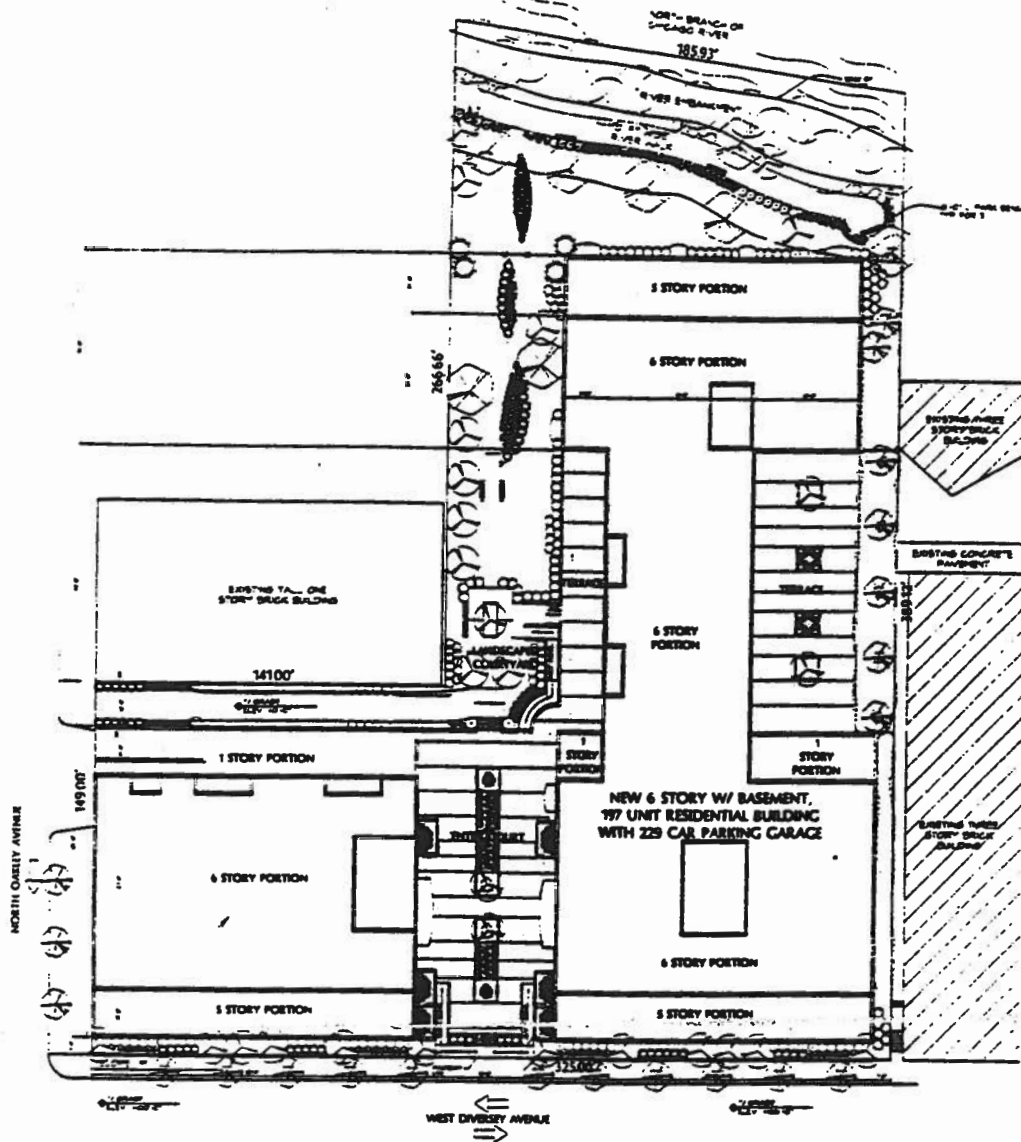 NORTH BRANCH OF
CHICAGO RIVER
185.93'
RIVER EMBANKMENT
RIVER WALK
5 STORY PORTION
6 STORY PORTION
266.66'
EXISTING THREE
STORY BRICK
BUILDING
EXISTING CONCRETE
PAVEMENT
TERRACE
TERRACE
EXISTING TALL ONE
STORY BRICK BUILDING
6 STORY
PORTION
LANDSCAPED
COURTYARD
141.00'
1 STORY PORTION
1
STORY
PORTION
1
STORY
PORTION
149.00'
NEW 6 STORY W/ BASEMENT,
197 UNIT RESIDENTIAL BUILDING
WITH 229 CAR PARKING GARAGE
EXISTING THREE
STORY BRICK
BUILDING
NORTH OAKLEY AVENUE
6 STORY PORTION
COURT
6 STORY PORTION
5 STORY PORTION
5 STORY PORTION
325.00'
WEST DIVERSEY AVENUE